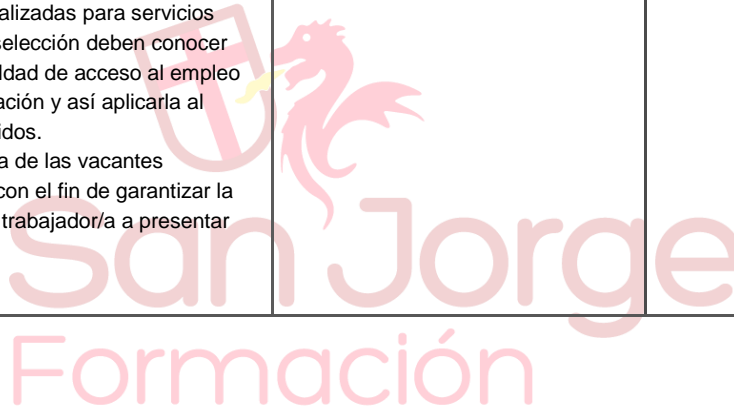 alizadas para servicios
selección deben conocer
ldad de acceso al empleo
ación y así aplicarla al
idos.
a de las vacantes
con el fin de garantizar la
trabajador/a a presentar
San Jorge
Formación